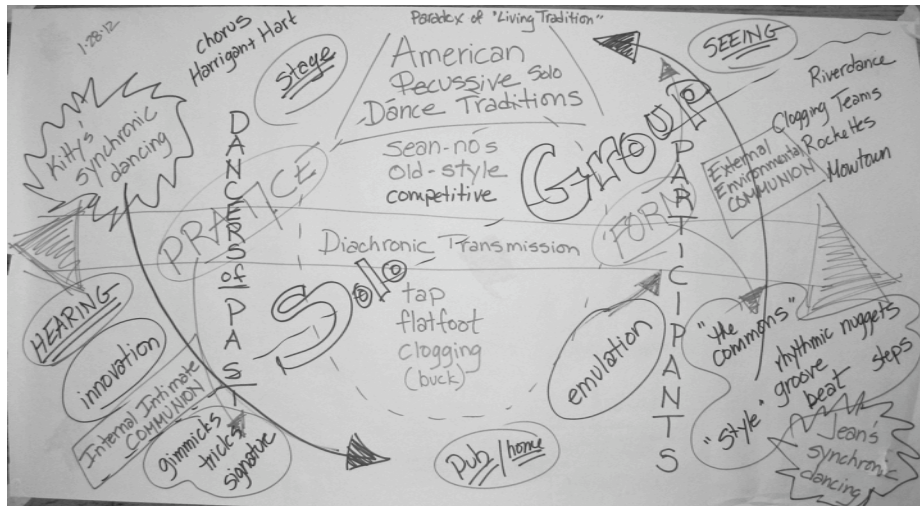 1-28-12
chorus
Harrigan + Hart
Stage
Paradox of "Living Tradition"
American
Pecussive Solo
Dance Traditions
SEEING
Riverdance
Clogging Teams
Rockettes
Mowtown
External
Environmental
COMMUNION
Kitty's
synchronic
dancing
PRATICE
DANCERS of PAST
sean-nós
old-style
competitive
Group
FORM
PARTICIPANTS
Diachronic Transmission
Solo
tap
flatfoot
clogging
(buck)
HEARING
innovation
Internal Intimate
COMMUNION
gimmicks
tricks
signature
Pub/home
emulation
"the
commons"
"style"
rhythmic nuggets
groove
beat
steps
Jean's
synchronic
dancing